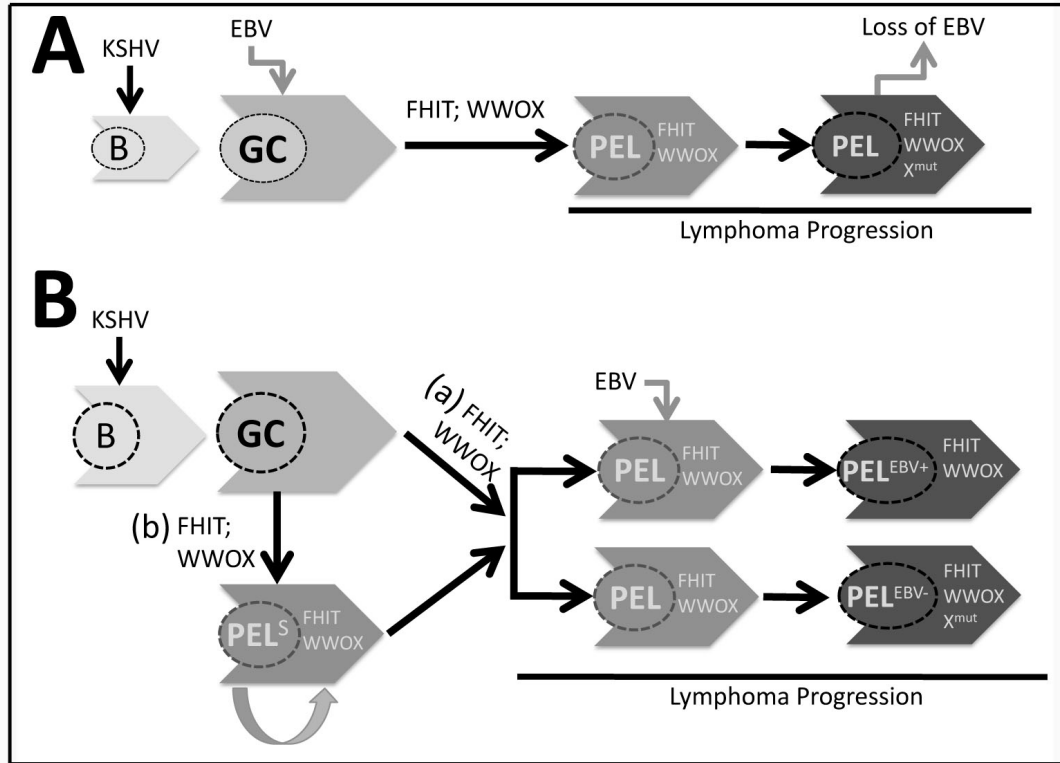 A
KSHV
EBV
Loss of EBV
B
GC
FHIT; WWOX
PEL
FHIT
WWOX
PEL
FHIT
WWOX
X^mut
Lymphoma Progression
B
KSHV
B
GC
(a) FHIT;
WWOX
(b) FHIT;
WWOX
PEL^S
FHIT
WWOX
EBV
PEL
FHIT
WWOX
PEL^EBV+
FHIT
WWOX
PEL
FHIT
WWOX
PEL^EBV-
FHIT
WWOX
X^mut
Lymphoma Progression